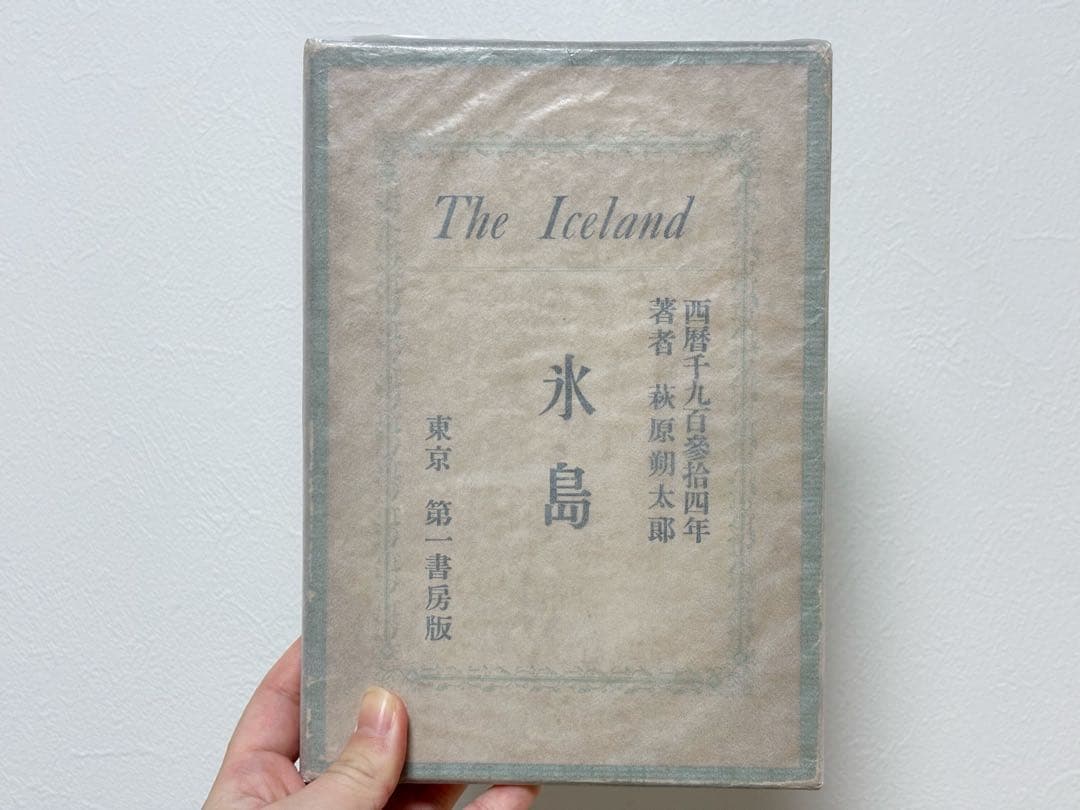 The Iceland
西暦千九百參拾四年
著者 萩原朔太郎
氷島
東京 第一書房版